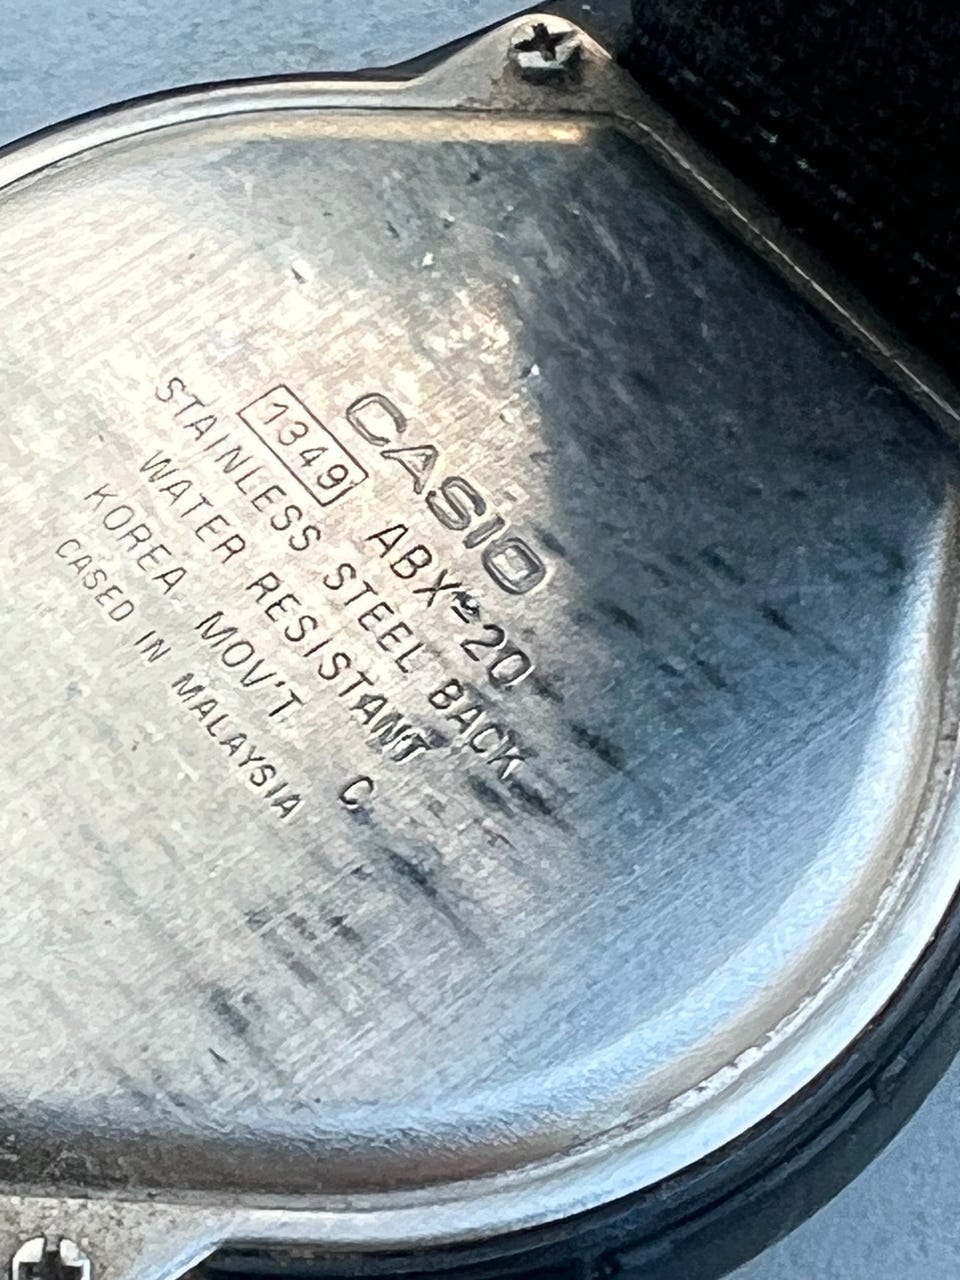 CASIO
1349 ABX-20
STAINLESS STEEL BACK
WATER RESISTANT
KOREA MOV'T C
CASED IN MALAYSIA